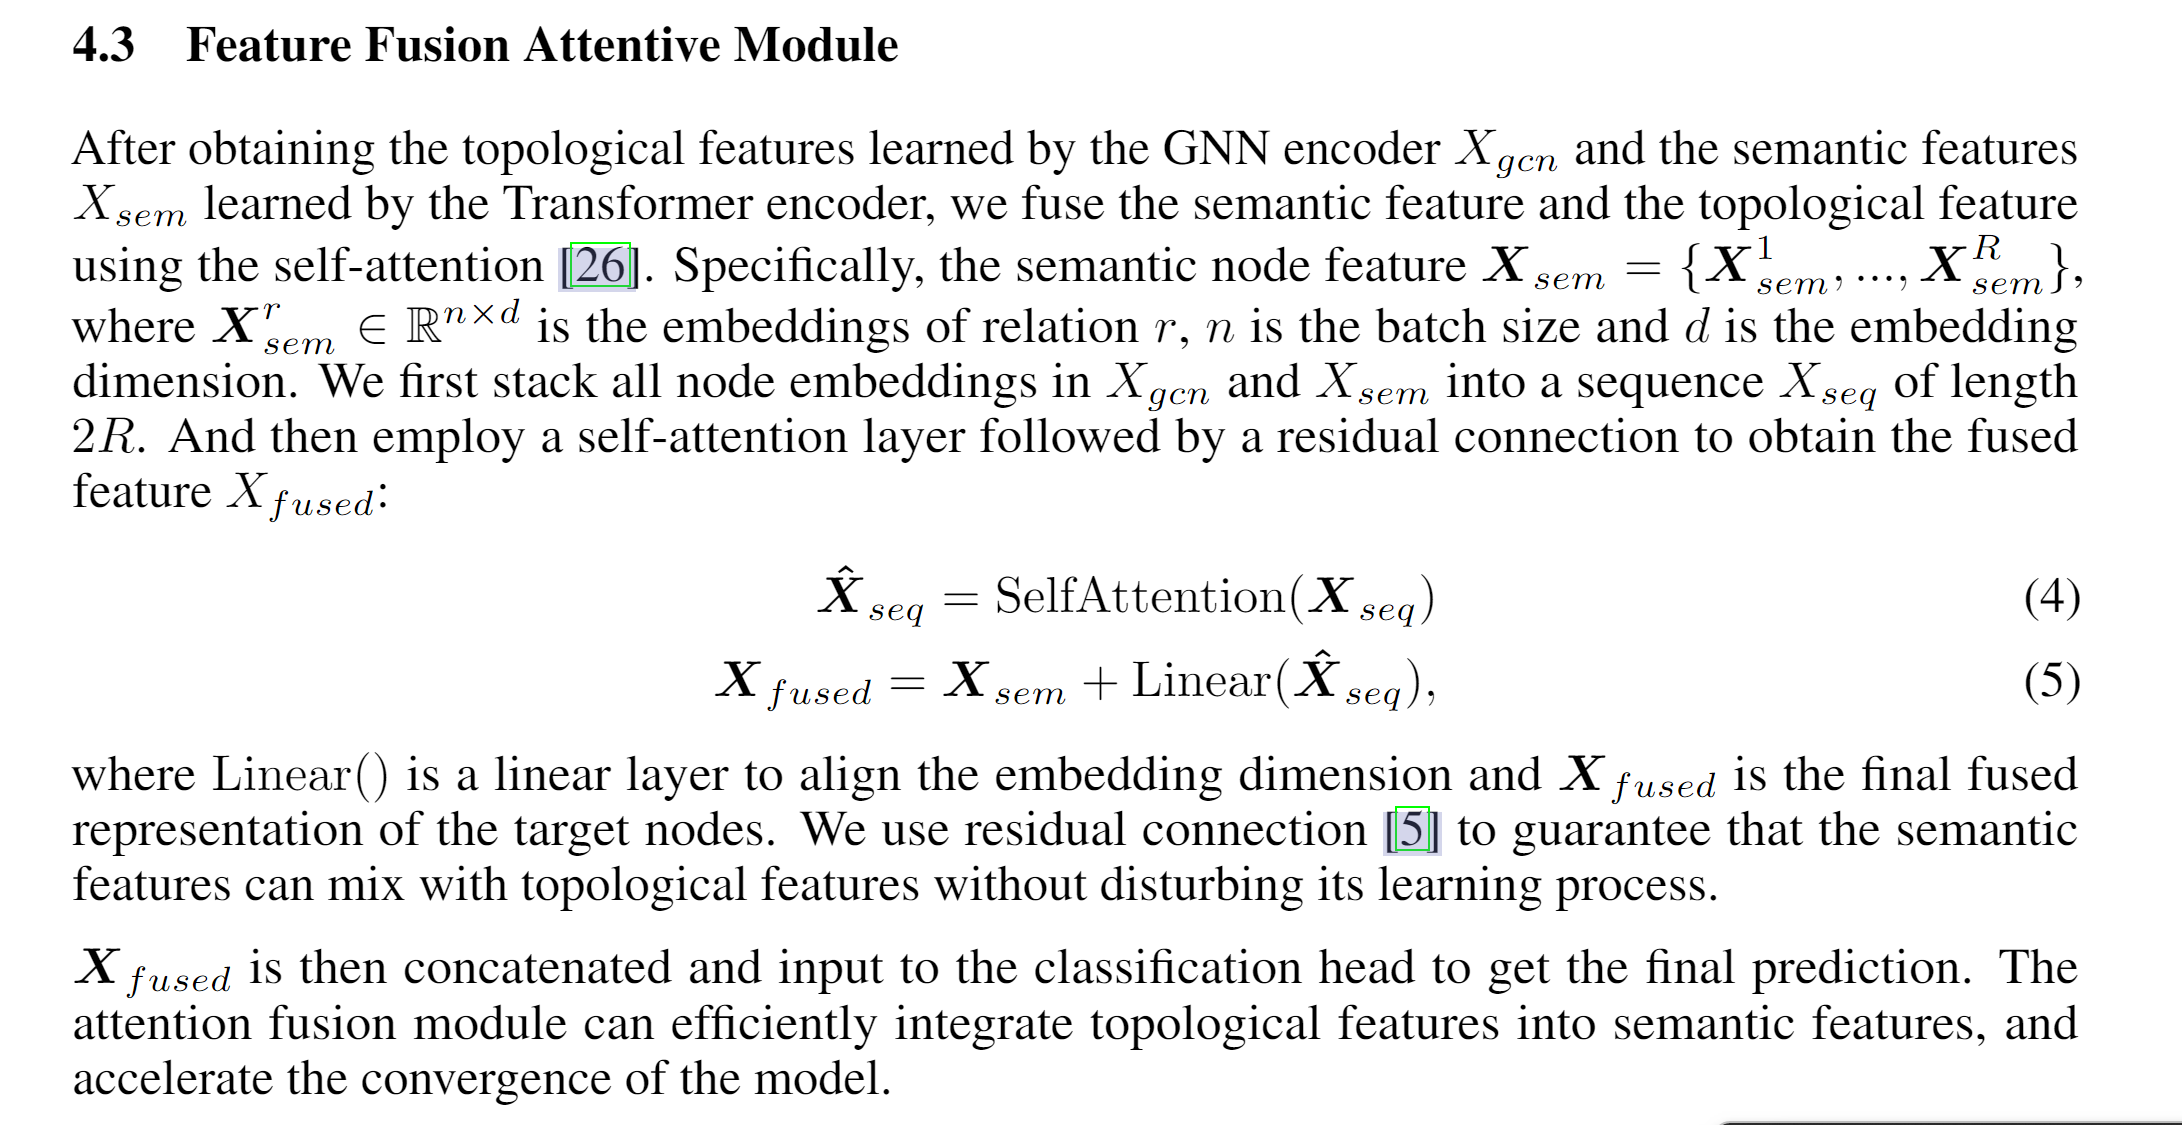 4.3 Feature Fusion Attentive Module
After obtaining the topological features learned by the GNN encoder $X_{gcn}$ and the semantic features
$X_{sem}$ learned by the Transformer encoder, we fuse the semantic feature and the topological feature
using the self-attention [26]. Specifically, the semantic node feature $\boldsymbol{X}_{sem} = \{\boldsymbol{X}^1_{sem}, ..., \boldsymbol{X}^R_{sem}\}$,
where $\boldsymbol{X}^r_{sem} \in \mathbb{R}^{n \times d}$ is the embeddings of relation $r$, $n$ is the batch size and $d$ is the embedding
dimension. We first stack all node embeddings in $X_{gcn}$ and $X_{sem}$ into a sequence $X_{seq}$ of length
$2R$. And then employ a self-attention layer followed by a residual connection to obtain the fused
feature $X_{fused}$:
$\hat{\boldsymbol{X}}_{seq} = \mathrm{SelfAttention}(\boldsymbol{X}_{seq})$ (4)
$\boldsymbol{X}_{fused} = \boldsymbol{X}_{sem} + \mathrm{Linear}(\hat{\boldsymbol{X}}_{seq}),$ (5)
where $\mathrm{Linear}()$ is a linear layer to align the embedding dimension and $\boldsymbol{X}_{fused}$ is the final fused
representation of the target nodes. We use residual connection [5] to guarantee that the semantic
features can mix with topological features without disturbing its learning process.
$\boldsymbol{X}_{fused}$ is then concatenated and input to the classification head to get the final prediction. The
attention fusion module can efficiently integrate topological features into semantic features, and
accelerate the convergence of the model.